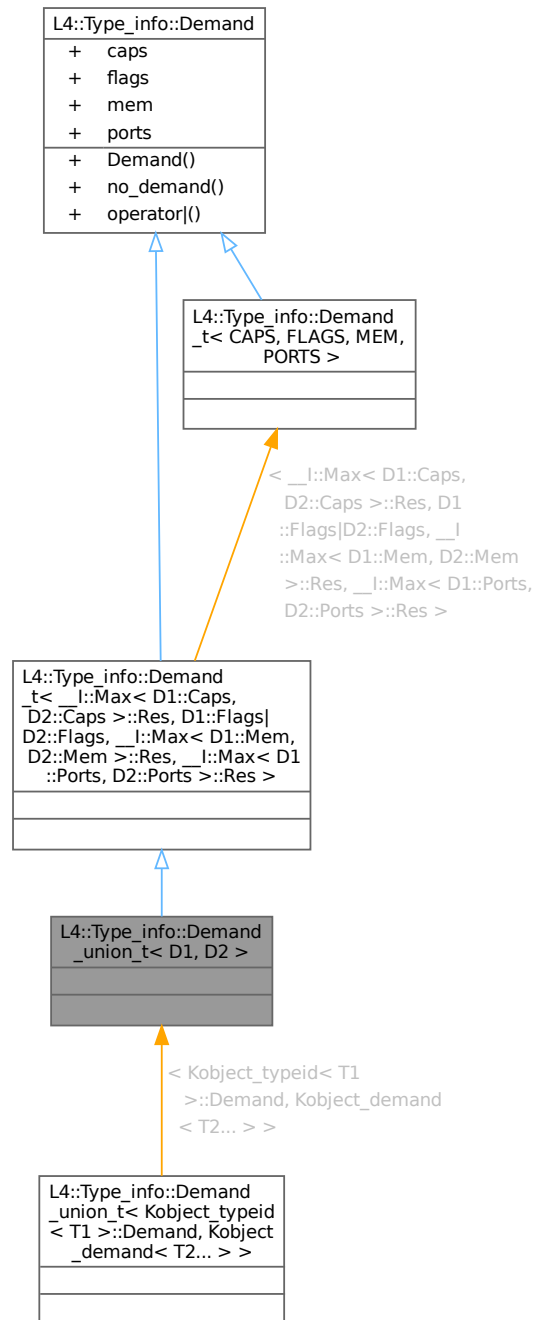 L4::Type_info::Demand
+ caps
+ flags
+ mem
+ ports
+ Demand()
+ no_demand()
+ operator|()
L4::Type_info::Demand
_t< CAPS, FLAGS, MEM,
PORTS >
< __I::Max< D1::Caps,
D2::Caps >::Res, D1
::Flags|D2::Flags, __I
::Max< D1::Mem, D2::Mem
>::Res, __I::Max< D1::Ports,
D2::Ports >::Res >
L4::Type_info::Demand
_t< __I::Max< D1::Caps,
D2::Caps >::Res, D1::Flags|
D2::Flags, __I::Max< D1::Mem,
D2::Mem >::Res, __I::Max< D1
::Ports, D2::Ports >::Res >
L4::Type_info::Demand
_union_t< D1, D2 >
< Kobject_typeid< T1
>::Demand, Kobject_demand
< T2... > >
L4::Type_info::Demand
_union_t< Kobject_typeid
< T1 >::Demand, Kobject
_demand< T2... > >